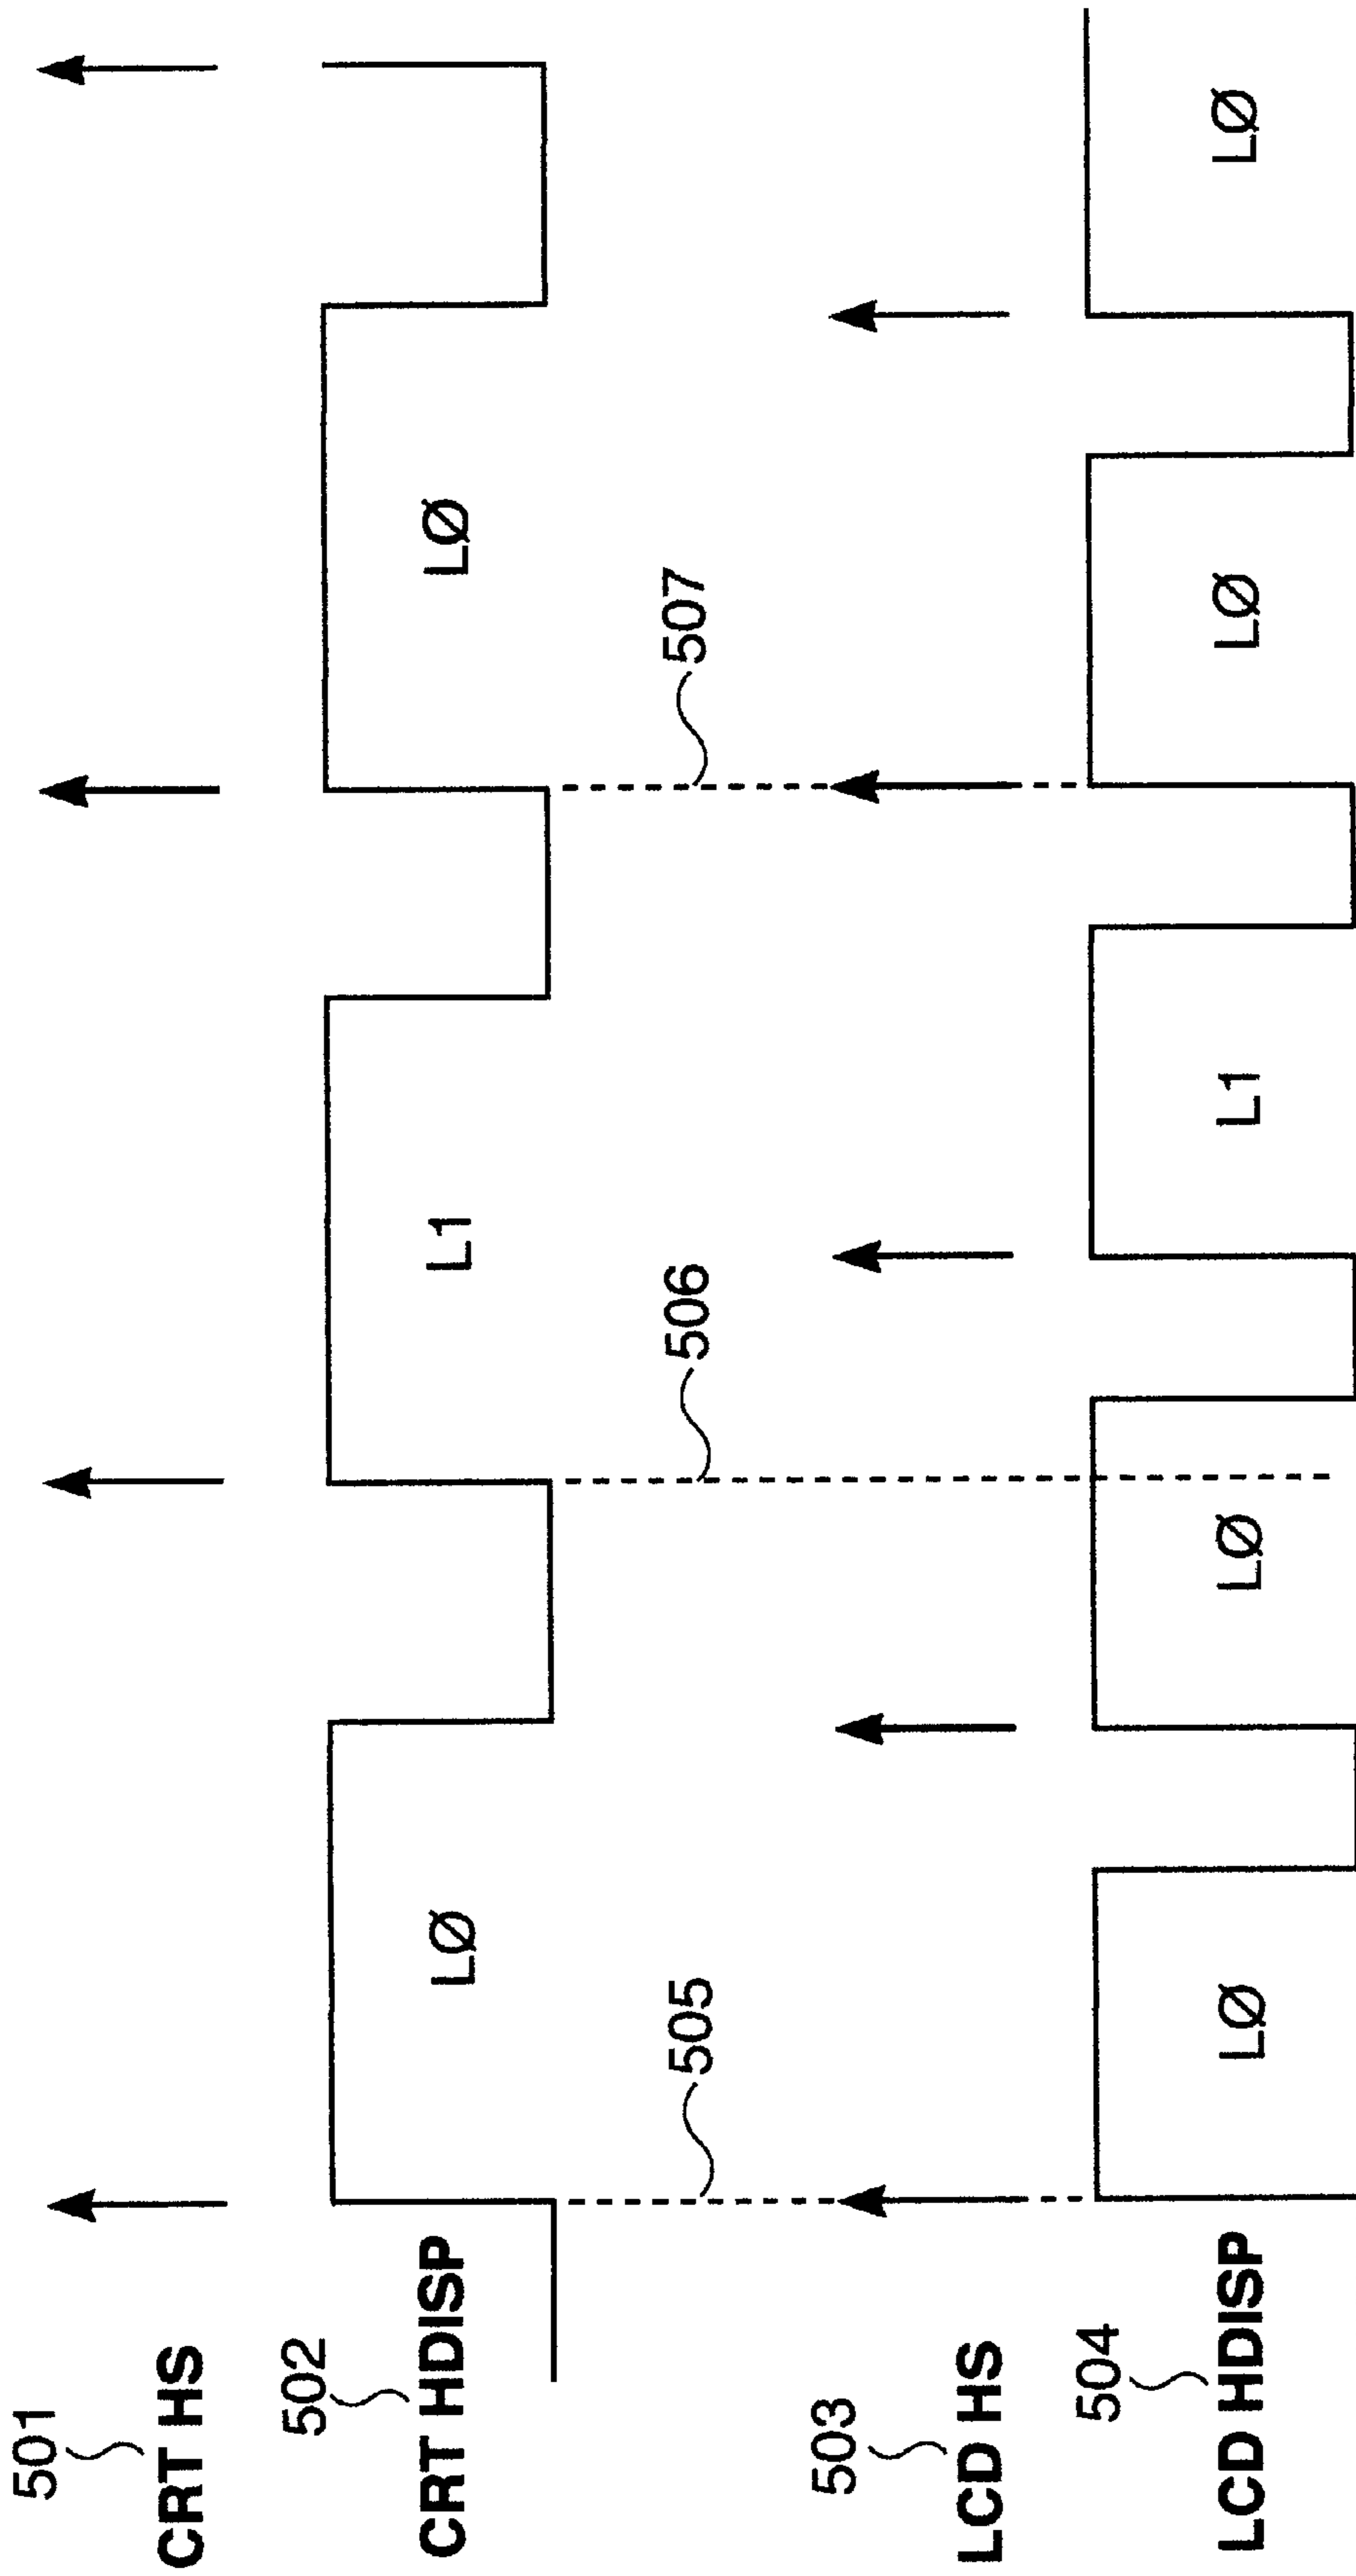 501
CRT HS
502
CRT HDISP
LØ
L1
LØ
505
506
507
503
LCD HS
504
LCD HDISP
LØ
LØ
L1
LØ
LØ